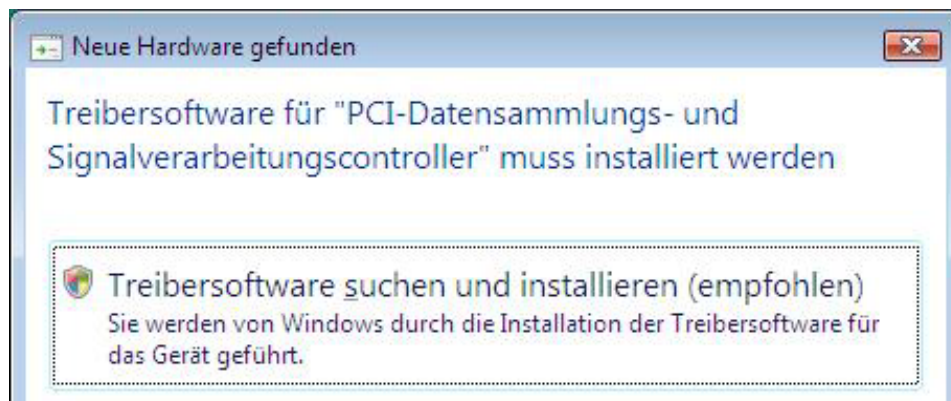 Neue Hardware gefunden
Treibersoftware für "PCI-Datensammlungs- und
Signalverarbeitungscontroller" muss installiert werden
Treibersoftware suchen und installieren (empfohlen)
Sie werden von Windows durch die Installation der Treibersoftware für
das Gerät geführt.